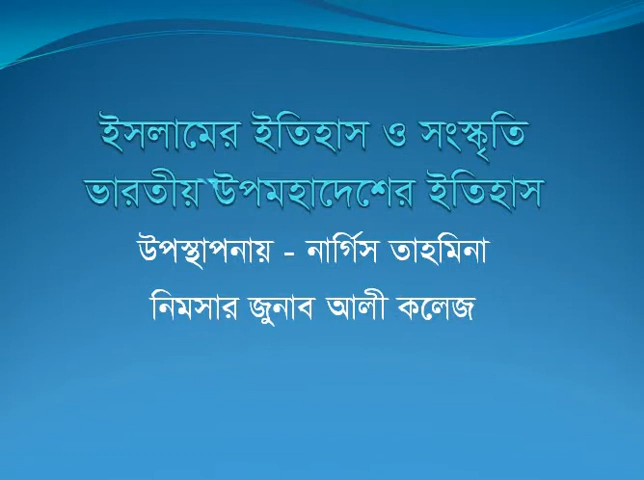 ইসলামের ইতিহাস ও সংস্কৃতি
ভারতীয় উপমহাদেশের ইতিহাস
উপস্থাপনায় - নার্গিস তাহমিনা
নিমসার জুনাব আলী কলেজ